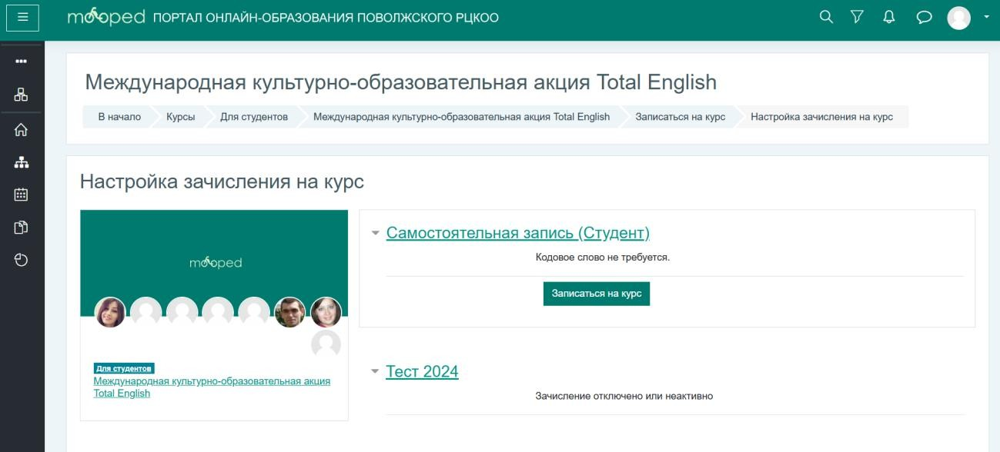 mooped ПОРТАЛ ОНЛАЙН-ОБРАЗОВАНИЯ ПОВОЛЖСКОГО РЦКОО
Международная культурно-образовательная акция Total English
В начало Курсы Для студентов Международная культурно-образовательная акция Total English Записаться на курс Настройка зачисления на курс
Настройка зачисления на курс
mooped
Для студентов
Международная культурно-образовательная акция
Total English
Самостоятельная запись (Студент)
Кодовое слово не требуется.
Записаться на курс
Тест 2024
Зачисление отключено или неактивно